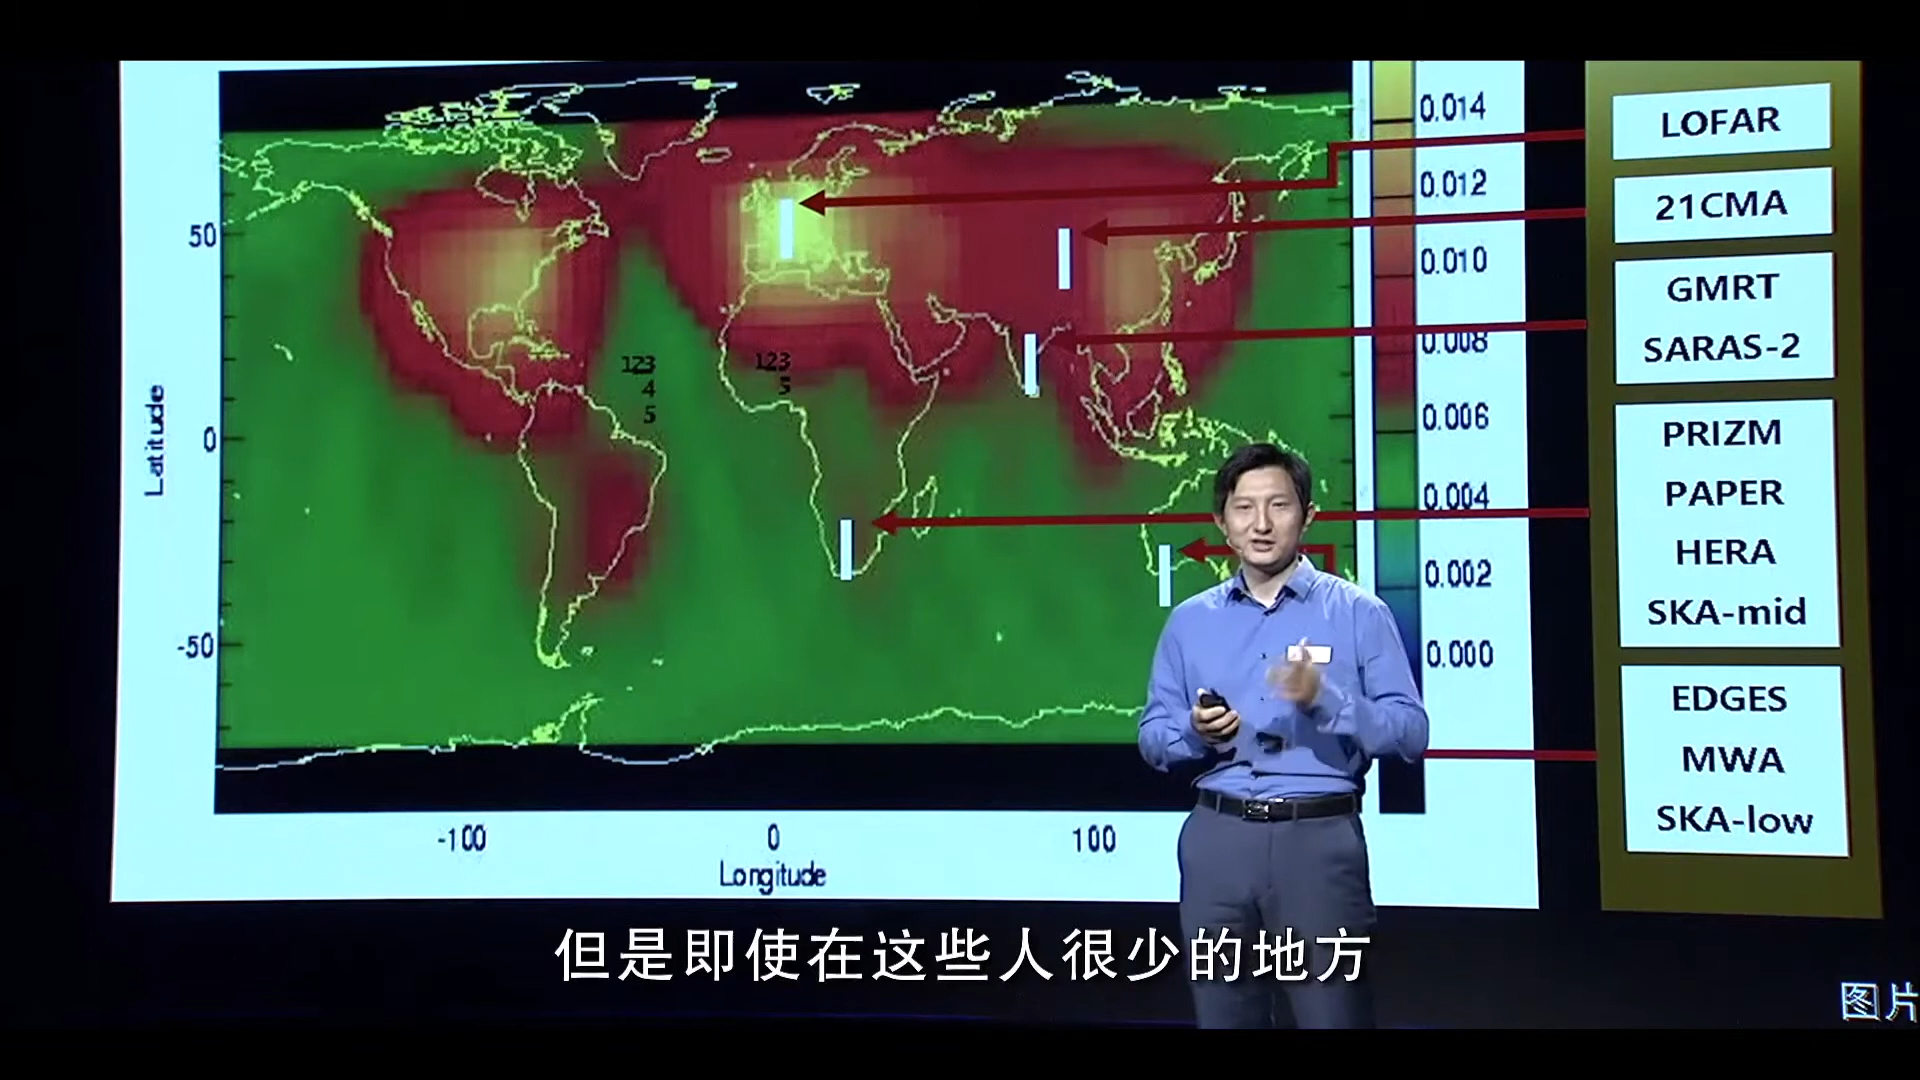 0.014
0.012
0.010
0.008
0.006
0.004
0.002
0.000
50
0
-50
Latitude
123
4
5
123
5
-100
0
100
Longitude
LOFAR
21CMA
GMRT
SARAS-2
PRIZM
PAPER
HERA
SKA-mid
EDGES
MWA
SKA-low
但是即使在这些人很少的地方
图片